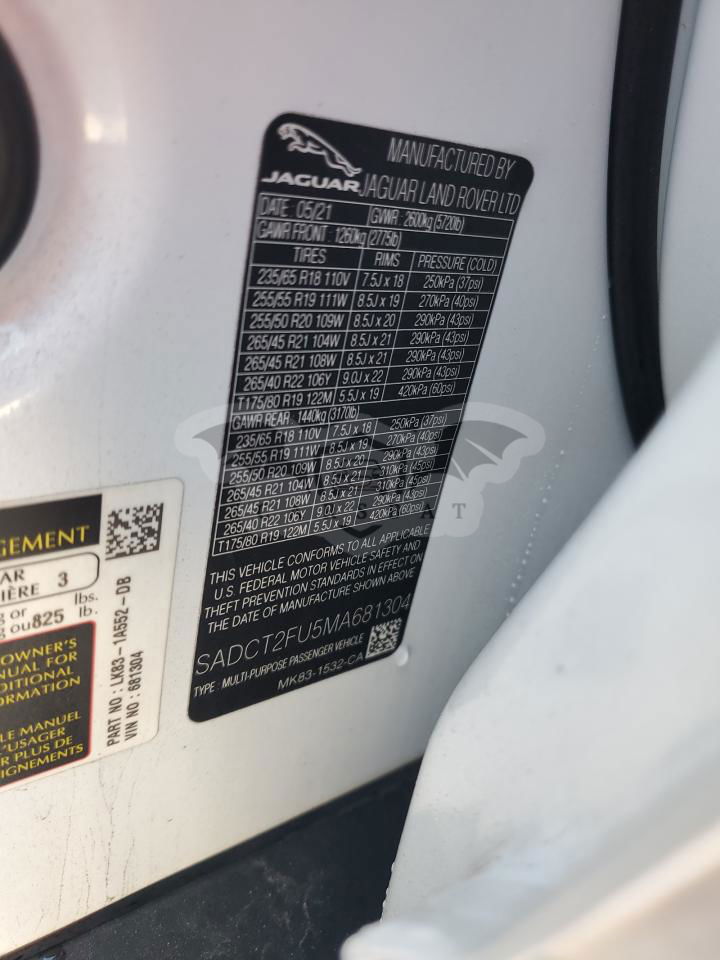 JAGUAR
MANUFACTURED BY
JAGUAR LAND ROVER LTD
DATE : 05/21 GVWR : 2600kg (5720lb)
GAWR FRONT : 1260kg (2775lb)
TIRES RIMS PRESSURE (COLD)
235/65 R18 110V 7.5J x 18 250kPa (37psi)
255/55 R19 111W 8.5J x 19 270kPa (40psi)
255/50 R20 109W 8.5J x 20 290kPa (43psi)
265/45 R21 104W 8.5J x 21 290kPa (43psi)
265/45 R21 108W 8.5J x 21 290kPa (43psi)
265/40 R22 106Y 9.0J x 22 290kPa (43psi)
T175/80 R19 122M 5.5J x 19 420kPa (60psi)
GAWR REAR : 1440kg (3170lb)
235/65 R18 110V 7.5J x 18 250kPa (37psi)
255/55 R19 111W 8.5J x 19 270kPa (40psi)
255/50 R20 109W 8.5J x 20 290kPa (43psi)
265/45 R21 104W 8.5J x 21 310kPa (45psi)
265/45 R21 108W 8.5J x 21 310kPa (45psi)
265/40 R22 106Y 9.0J x 22 290kPa (43psi)
T175/80 R19 122M 5.5J x 19 420kPa (60psi)
THIS VEHICLE CONFORMS TO ALL APPLICABLE
U.S. FEDERAL MOTOR VEHICLE SAFETY AND
THEFT PREVENTION STANDARDS IN EFFECT ON
THE DATE OF MANUFACTURE SHOWN ABOVE
SADCT2FU5MA681304
TYPE : MULTI-PURPOSE PASSENGER VEHICLE
MK83-1532-CA
GEMENT
AR
IÈRE 3
g or
g ou 825 lbs.
lb.
OWNER'S
NUAL FOR
DITIONAL
ORMATION
LE MANUEL
L'USAGER
R PLUS DE
IGNEMENTS
PART NO : LK83-1A552-DB
VIN NO : 681304